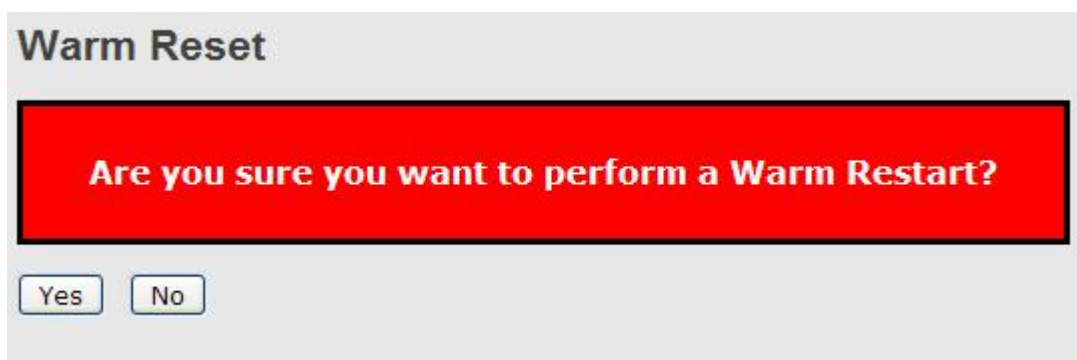 Warm Reset
Are you sure you want to perform a Warm Restart?
Yes No